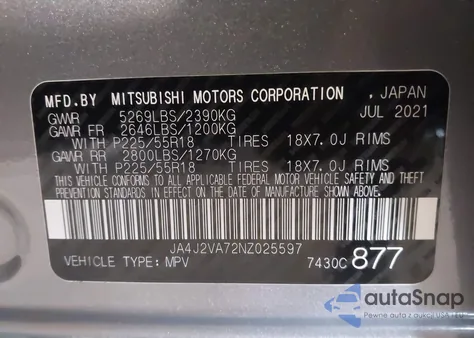 MFD.BY MITSUBISHI MOTORS CORPORATION , JAPAN
GVWR 5269LBS/2390KG JUL 2021
GAWR FR 2646LBS/1200KG
WITH P225/55R18 TIRES 18X7.0J RIMS
GAWR RR 2800LBS/1270KG
WITH P225/55R18 TIRES 18X7.0J RIMS
THIS VEHICLE CONFORMS TO ALL APPLICABLE FEDERAL MOTOR VEHICLE SAFETY AND THEFT PREVENTION STANDARDS IN EFFECT ON THE DATE OF MANUFACTURE SHOWN ABOVE.
JA4J2VA72NZ025597
VEHICLE TYPE: MPV 7430C 877
autoSnap
Pewne auto z